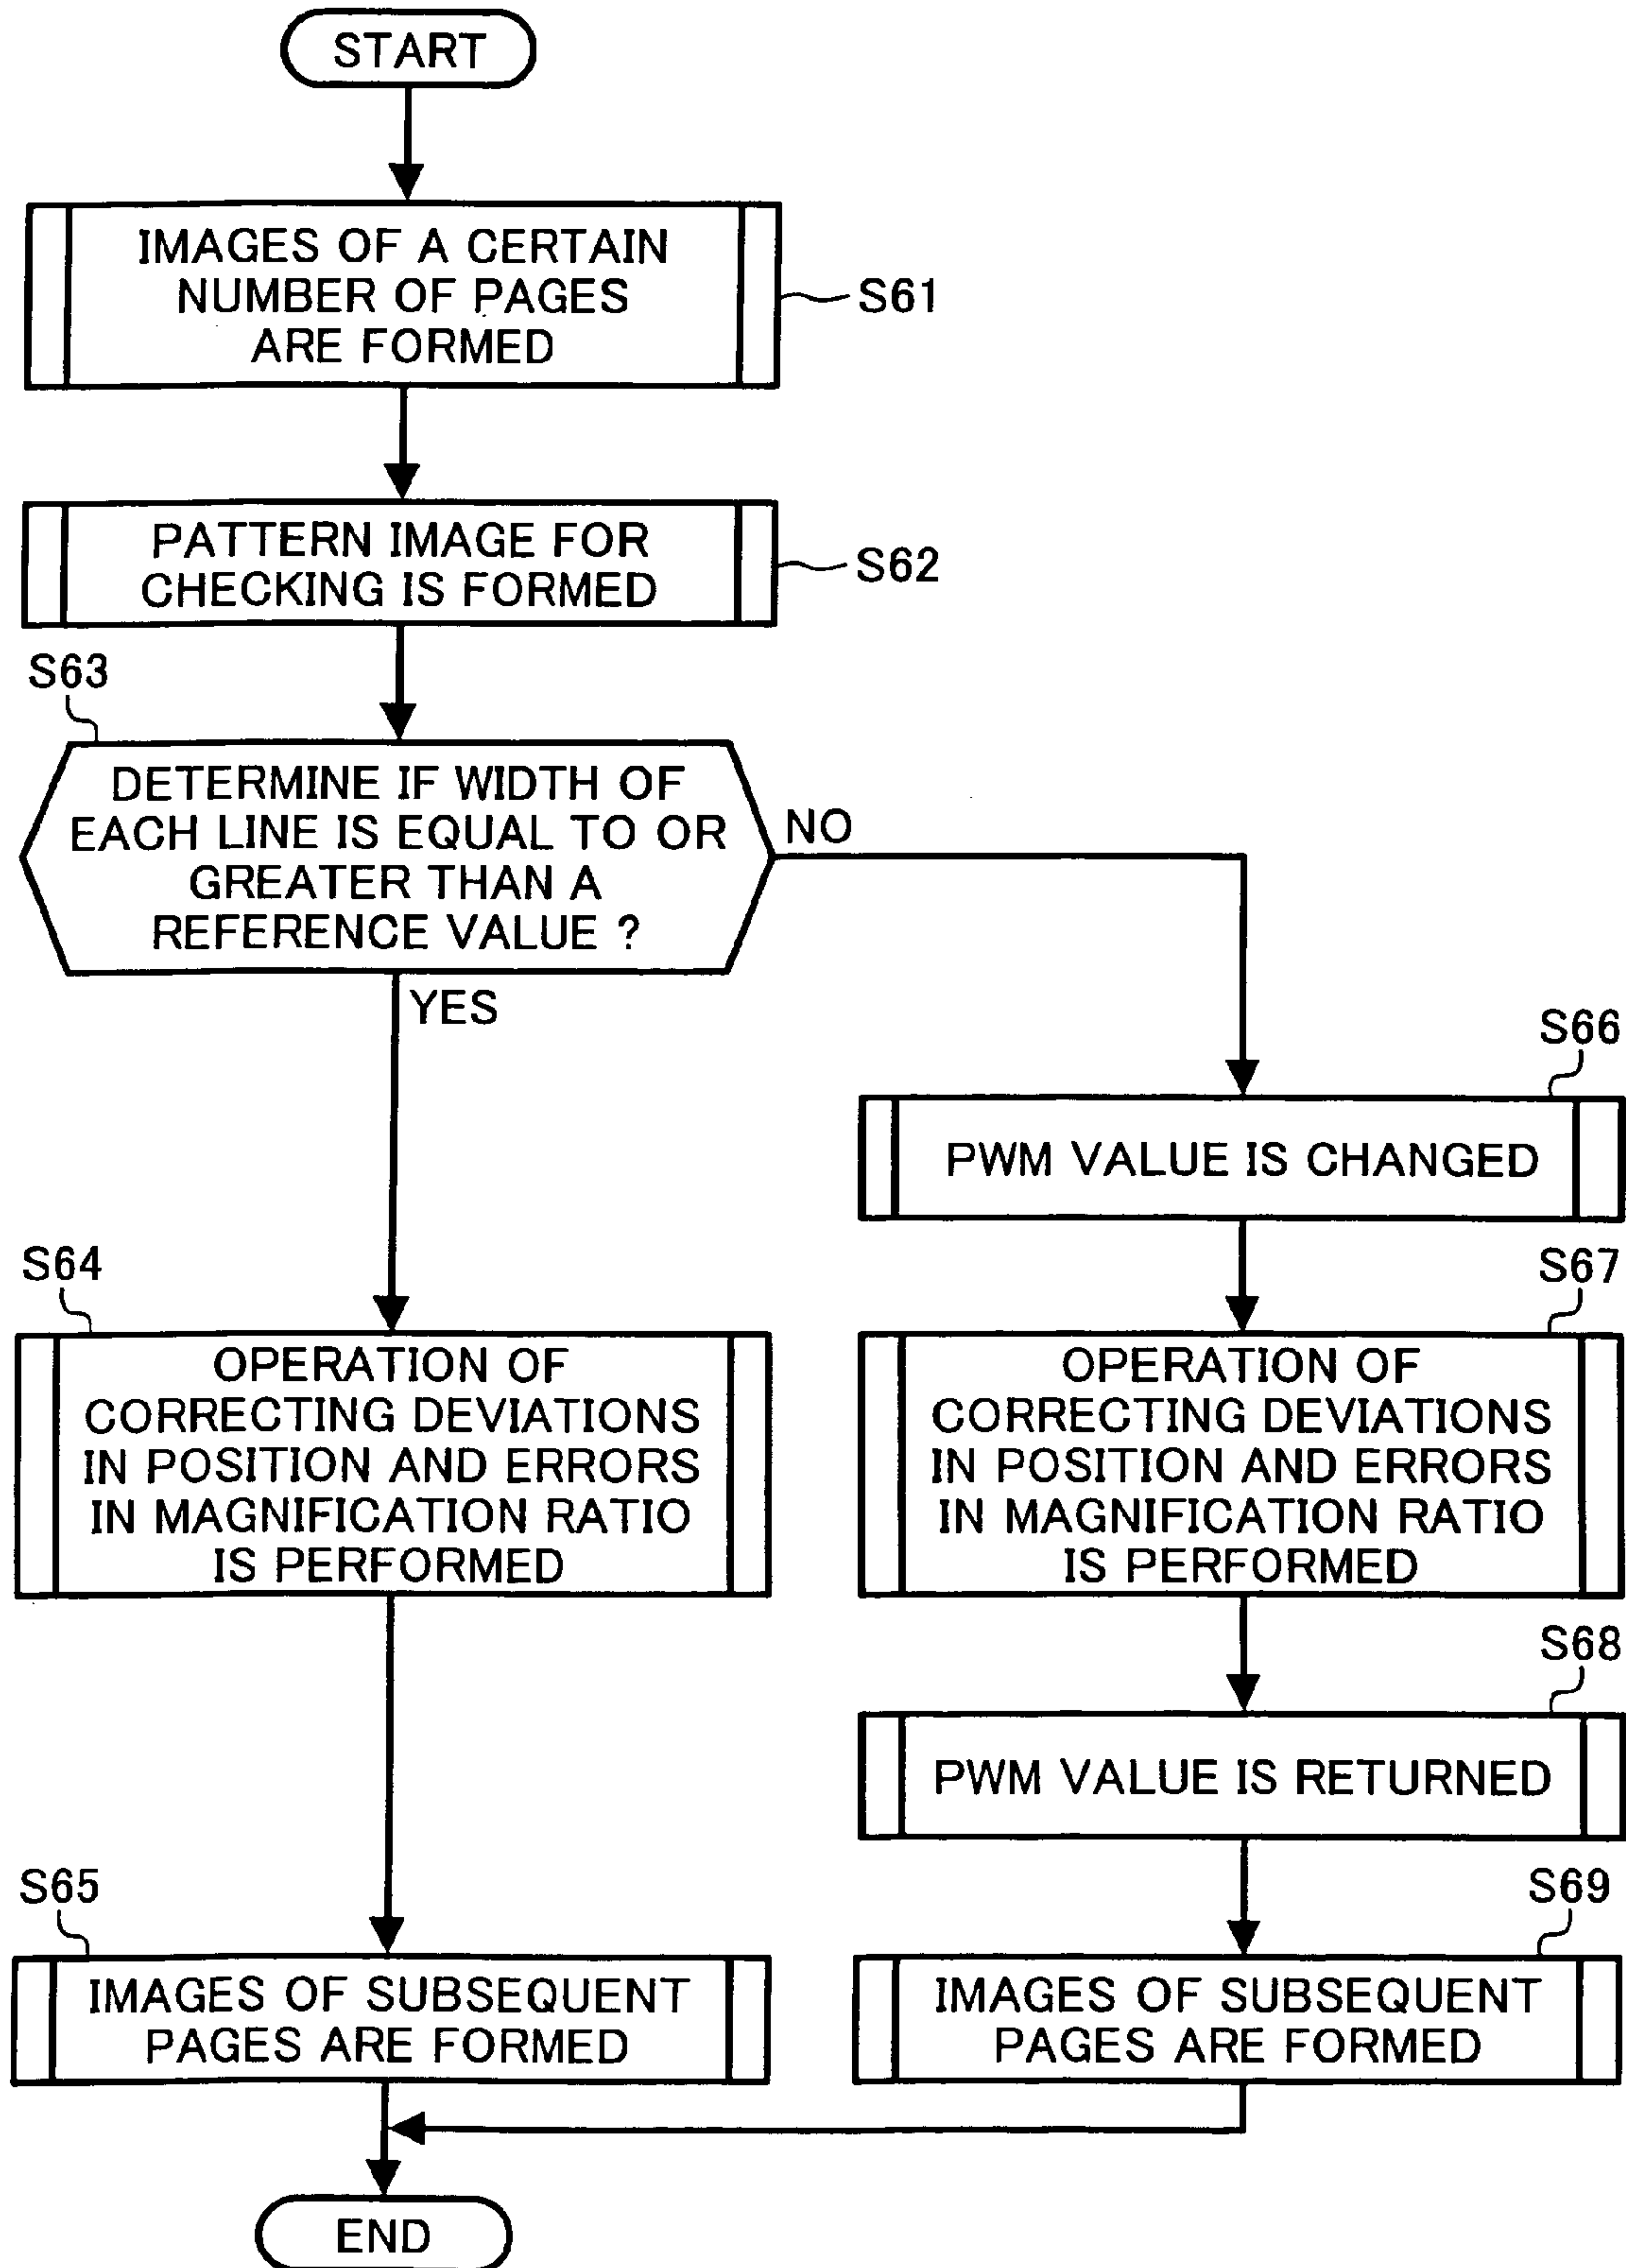 START
IMAGES OF A CERTAIN
NUMBER OF PAGES
ARE FORMED
S61
PATTERN IMAGE FOR
CHECKING IS FORMED
S62
S63
DETERMINE IF WIDTH OF
EACH LINE IS EQUAL TO OR
GREATER THAN A
REFERENCE VALUE ?
NO
YES
S66
PWM VALUE IS CHANGED
S64
OPERATION OF
CORRECTING DEVIATIONS
IN POSITION AND ERRORS
IN MAGNIFICATION RATIO
IS PERFORMED
S67
OPERATION OF
CORRECTING DEVIATIONS
IN POSITION AND ERRORS
IN MAGNIFICATION RATIO
IS PERFORMED
S68
PWM VALUE IS RETURNED
S65
IMAGES OF SUBSEQUENT
PAGES ARE FORMED
S69
IMAGES OF SUBSEQUENT
PAGES ARE FORMED
END